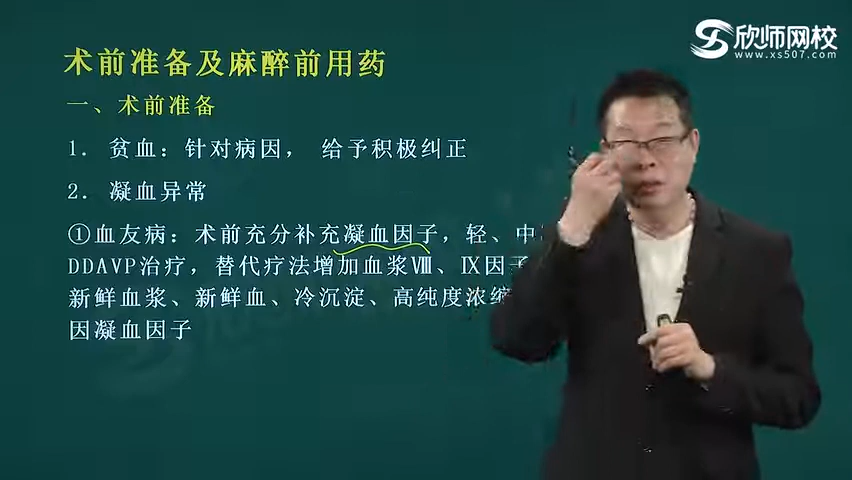 欣师网校
www.xs507.com
术前准备及麻醉前用药
一、术前准备
1. 贫血：针对病因， 给予积极纠正
2. 凝血异常
①血友病：术前充分补充凝血因子，轻、中
DDAVP治疗，替代疗法增加血浆Ⅷ、Ⅸ因子
新鲜血浆、新鲜血、冷沉淀、高纯度浓缩
因凝血因子